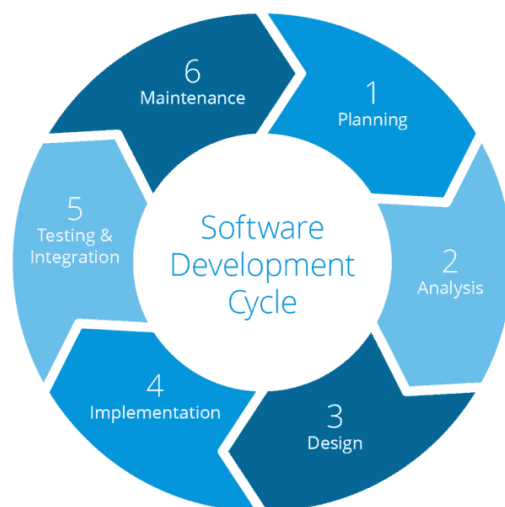 Software
Development
Cycle
1
Planning
2
Analysis
3
Design
4
Implementation
5
Testing &
Integration
6
Maintenance